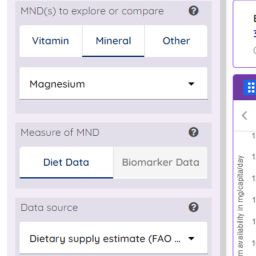 MND(s) to explore or compare
Vitamin Mineral Other
Magnesium
Measure of MND
Diet Data Biomarker Data
Data source
Dietary supply estimate (FAO ...
availability in mg/capita/day